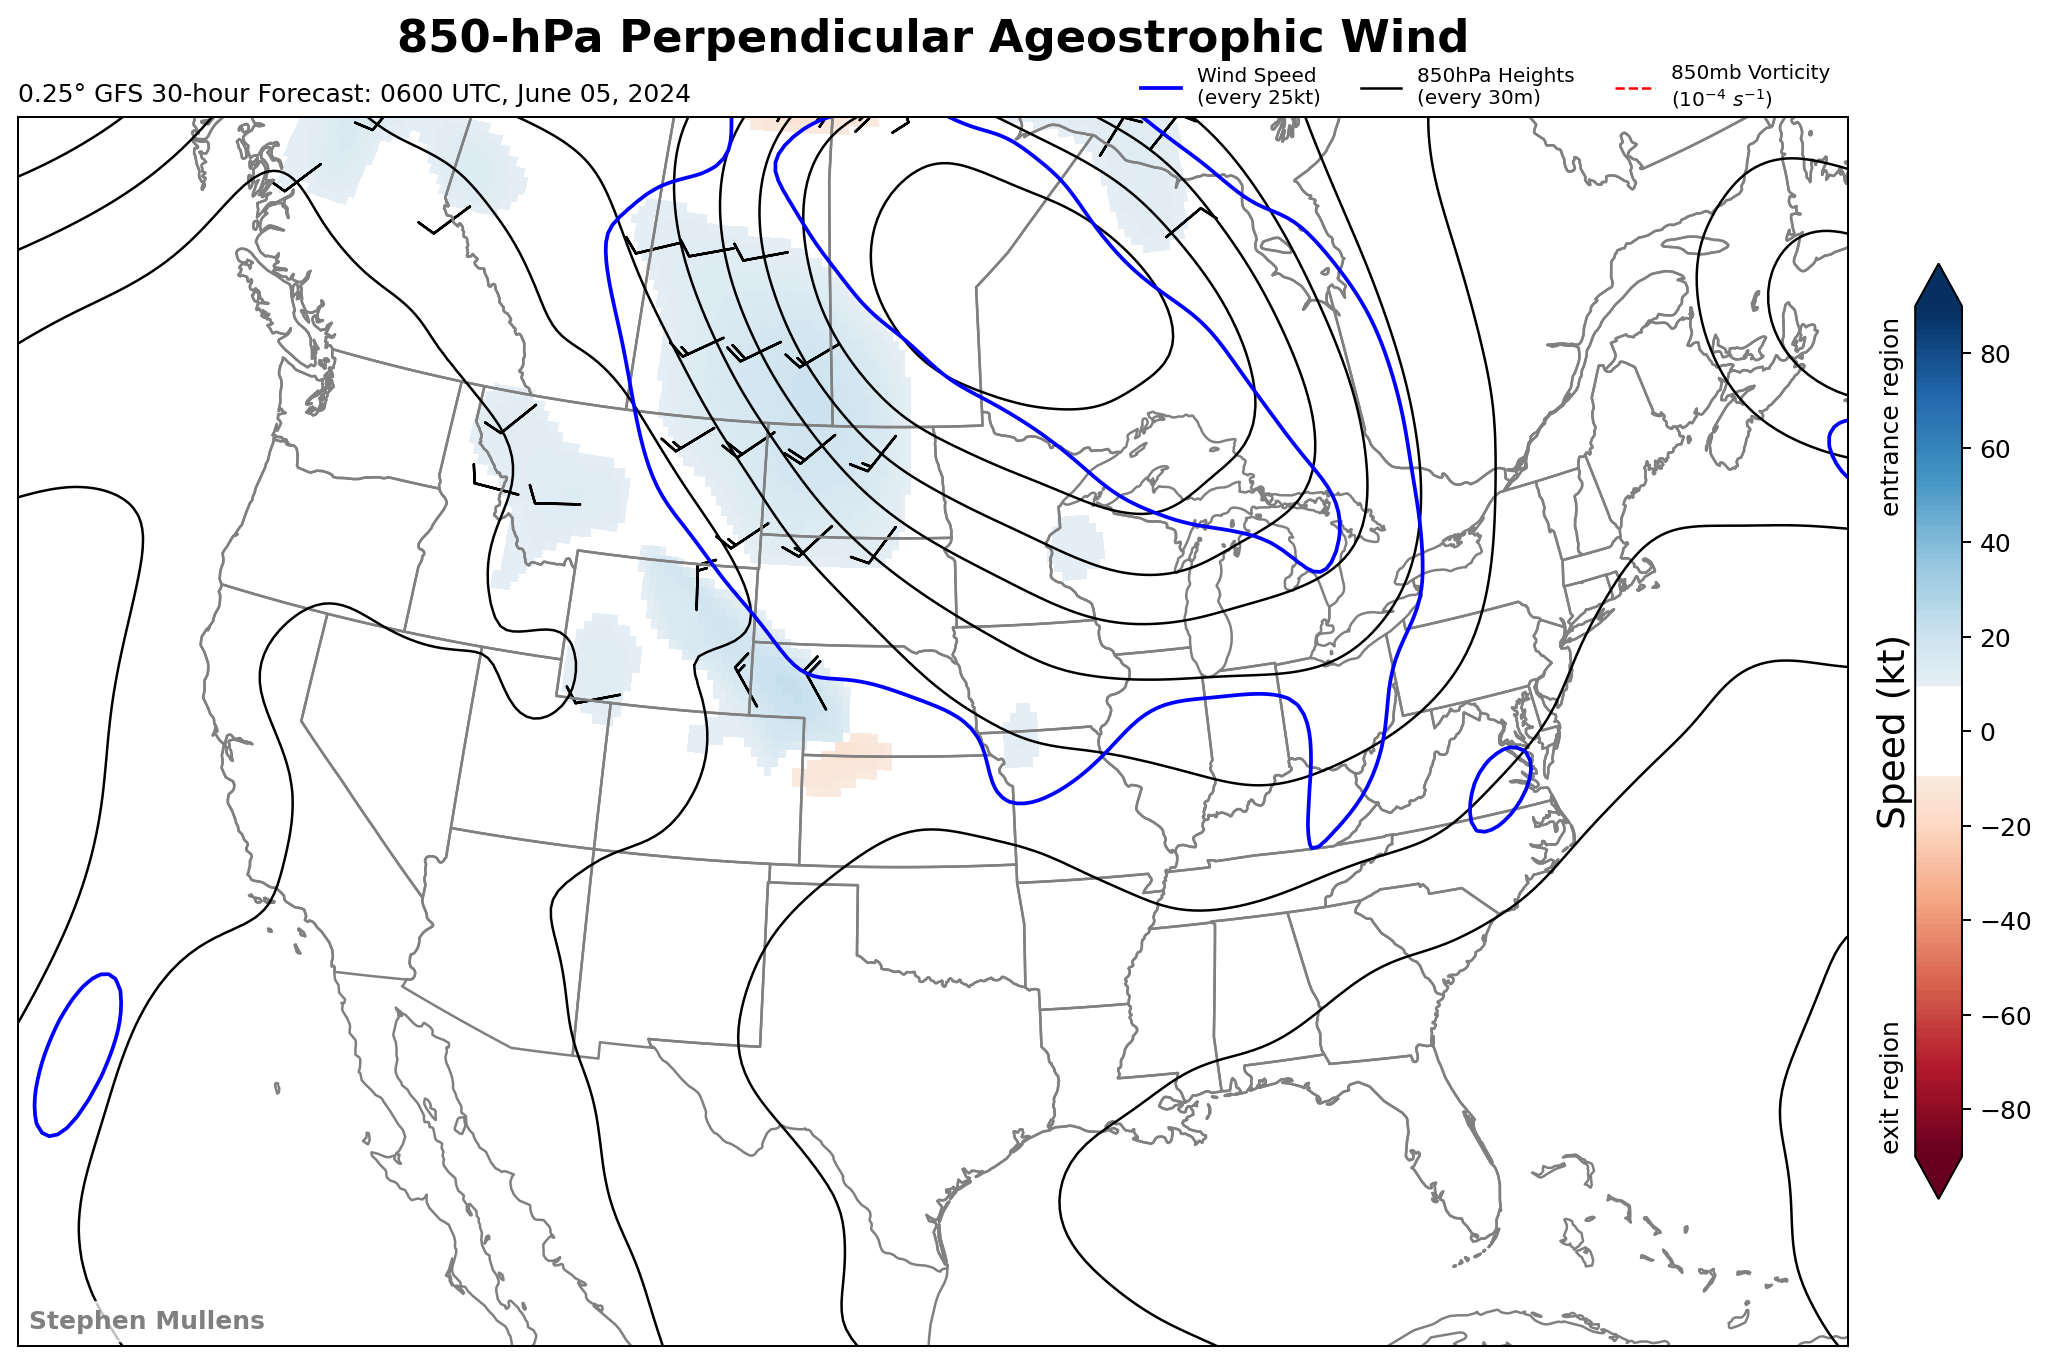 850-hPa Perpendicular Ageostrophic Wind
0.25° GFS 30-hour Forecast: 0600 UTC, June 05, 2024
Wind Speed
(every 25kt)
850hPa Heights
(every 30m)
850mb Vorticity
(10⁻⁴ s⁻¹)
entrance region
Speed (kt)
exit region
80
60
40
20
0
−20
−40
−60
−80
Stephen Mullens